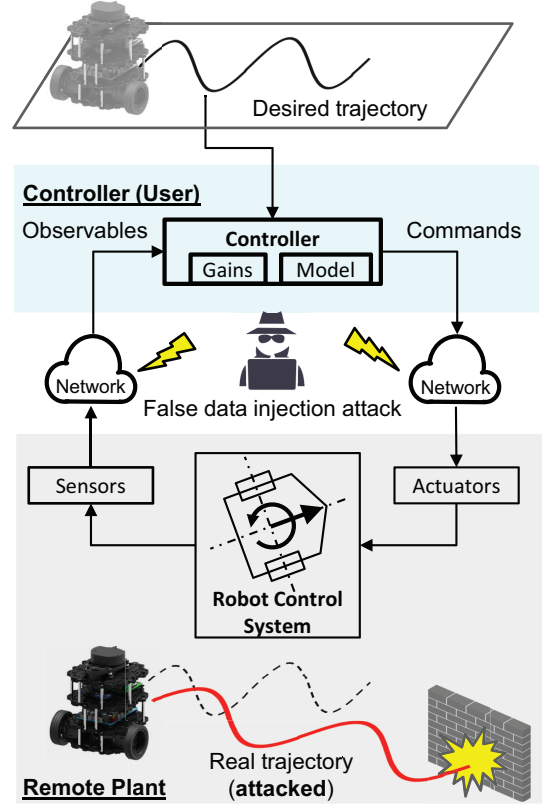 Desired trajectory
Controller (User)
Observables
Controller
Commands
Gains
Model
Network
Network
False data injection attack
Sensors
Actuators
Robot Control
System
Real trajectory
(attacked)
Remote Plant